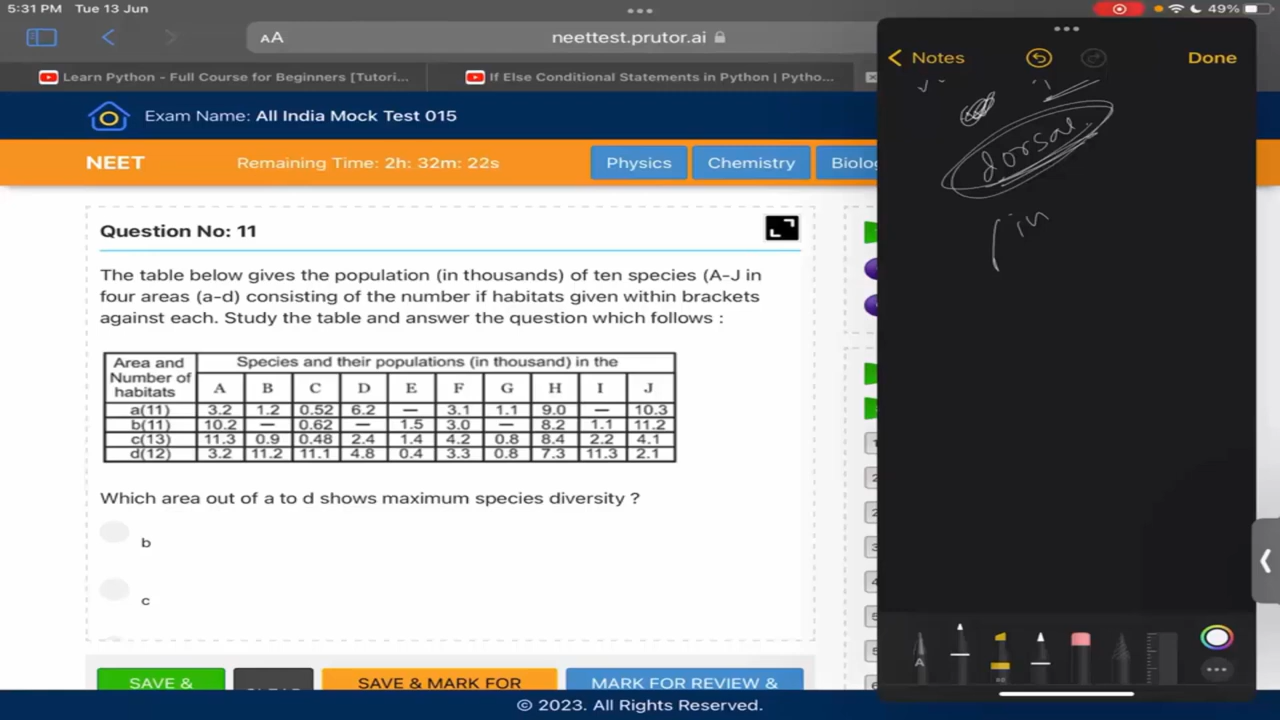 5:31 PM Tue 13 Jun
49%
AA
neettest.prutor.ai
Learn Python - Full Course for Beginners [Tutori...
If Else Conditional Statements in Python | Pytho...
Exam Name: All India Mock Test 015
NEET
Remaining Time: 2h: 32m: 22s
Physics
Chemistry
Biolo
Question No: 11
The table below gives the population (in thousands) of ten species (A-J in
four areas (a-d) consisting of the number if habitats given within brackets
against each. Study the table and answer the question which follows :
Area and Number of habitats Species and their populations (in thousand) in the
A B C D E F G H I J
a(11) 3.2 1.2 0.52 6.2 — 3.1 1.1 9.0 — 10.3
b(11) 10.2 — 0.62 — 1.5 3.0 — 8.2 1.1 11.2
c(13) 11.3 0.9 0.48 2.4 1.4 4.2 0.8 8.4 2.2 4.1
d(12) 3.2 11.2 11.1 4.8 0.4 3.3 0.8 7.3 11.3 2.1
Which area out of a to d shows maximum species diversity ?
b
c
SAVE &
SAVE & MARK FOR
MARK FOR REVIEW &
© 2023. All Rights Reserved.
Notes
Done
dorsal
(in
A